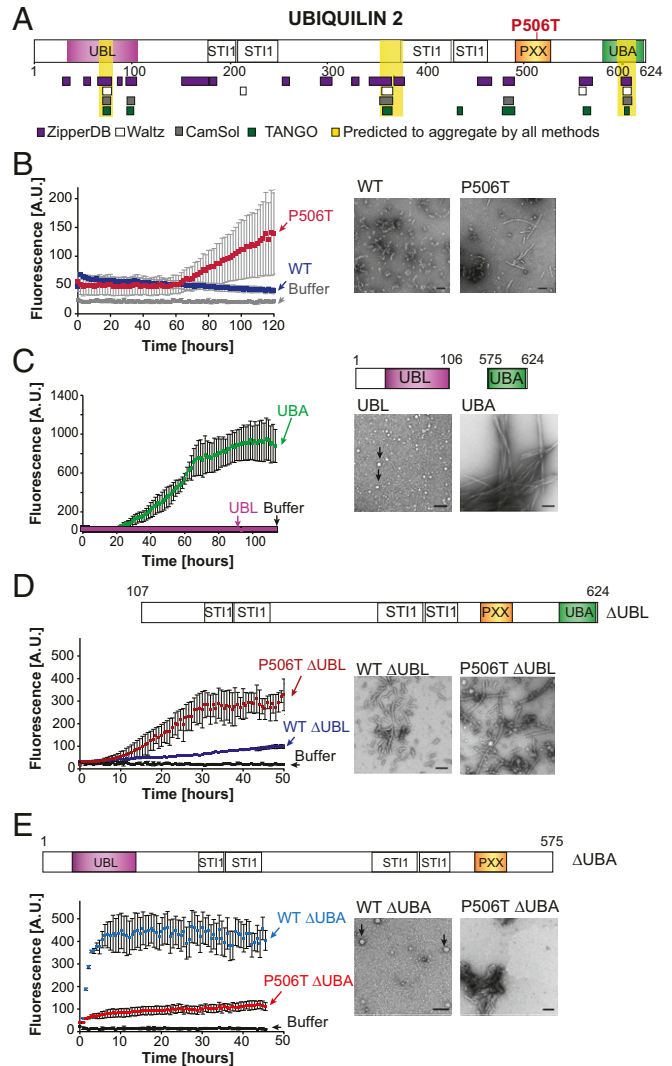 A
UBIQUILIN 2
P506T
UBL STI1 STI1 STI1 STI1 PXX UBA
1 100 200 300 400 500 600 624
ZipperDB Waltz CamSol TANGO Predicted to aggregate by all methods
B
Fluorescence [A.U.]
200
150
100
50
0
0 20 40 60 80 100 120
Time [hours]
P506T
WT
Buffer
WT P506T
C
1 106 575 624
UBL UBA
Fluorescence [A.U.]
1400
1000
600
200
0
0 20 40 60 80 100
Time [hours]
UBA
UBL Buffer
UBL UBA
D
107 624
STI1 STI1 STI1 STI1 PXX UBA ΔUBL
Fluorescence [A.U.]
500
400
300
200
100
0
0 10 20 30 40 50
Time [hours]
P506T ΔUBL
WT ΔUBL
Buffer
WT ΔUBL P506T ΔUBL
E
1 575
UBL STI1 STI1 STI1 STI1 PXX ΔUBA
Fluorescence [A.U.]
500
400
300
200
100
0
0 10 20 30 40 50
Time [hours]
WT ΔUBA
P506T ΔUBA
Buffer
WT ΔUBA P506T ΔUBA